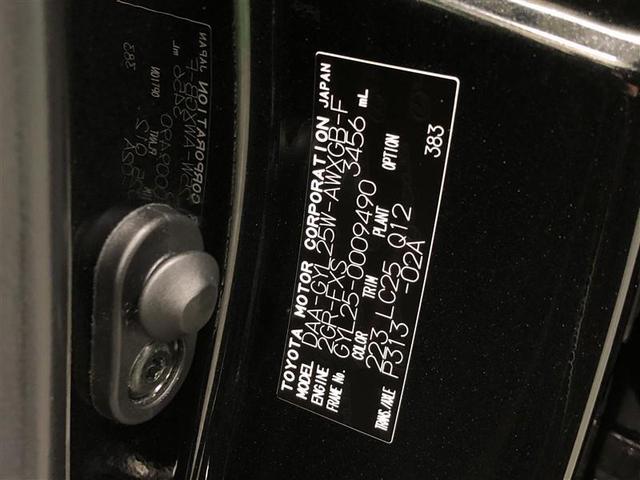 TOYOTA MOTOR CORPORATION JAPAN
MODEL DAA-GYL25W-AWXGB-F
ENGINE 2GR-FXS 3456 mL
FRAME No. GYL25-0009490
COLOR TRIM PLANT OPTION
223 LC25 Q12
TRANS./AXLE P313 -02A 383